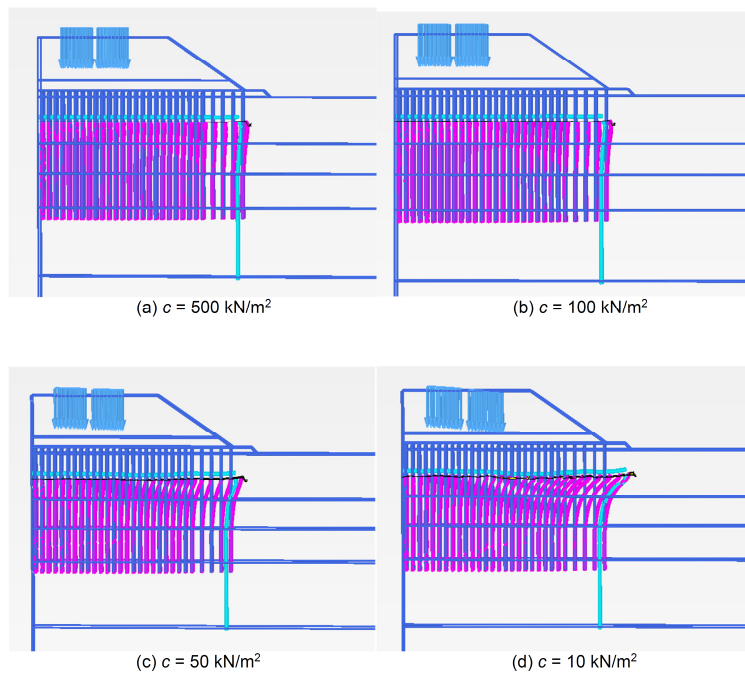 (a) c = 500 kN/m²
(b) c = 100 kN/m²
(c) c = 50 kN/m²
(d) c = 10 kN/m²